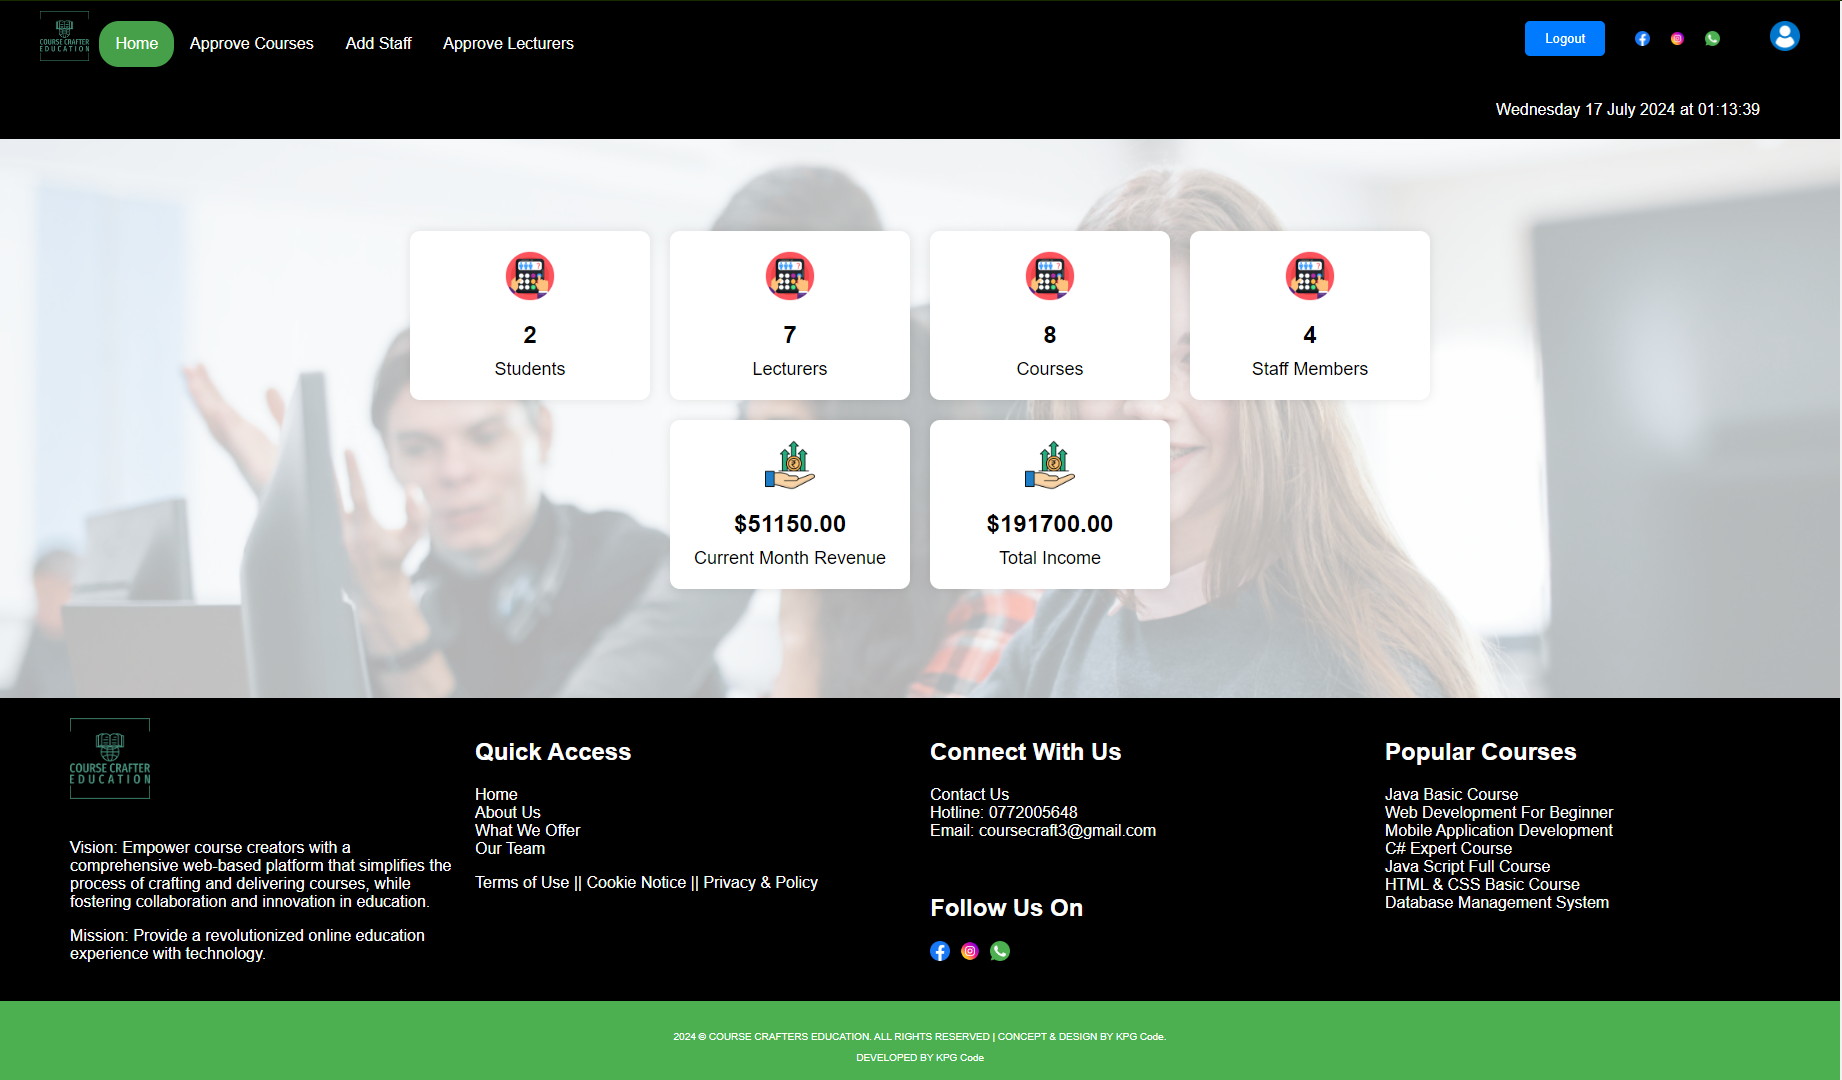 COURSE CRAFTER
EDUCATION
Home
Approve Courses
Add Staff
Approve Lecturers
Logout
Wednesday 17 July 2024 at 01:13:39
2
Students
7
Lecturers
8
Courses
4
Staff Members
$51150.00
Current Month Revenue
$191700.00
Total Income
COURSE CRAFTER
EDUCATION
Vision: Empower course creators with a
comprehensive web-based platform that simplifies the
process of crafting and delivering courses, while
fostering collaboration and innovation in education.
Mission: Provide a revolutionized online education
experience with technology.
Quick Access
Home
About Us
What We Offer
Our Team
Terms of Use || Cookie Notice || Privacy & Policy
Connect With Us
Contact Us
Hotline: 0772005648
Email: coursecraft3@gmail.com
Follow Us On
Popular Courses
Java Basic Course
Web Development For Beginner
Mobile Application Development
C# Expert Course
Java Script Full Course
HTML & CSS Basic Course
Database Management System
2024 © COURSE CRAFTERS EDUCATION. ALL RIGHTS RESERVED | CONCEPT & DESIGN BY KPG Code.
DEVELOPED BY KPG Code